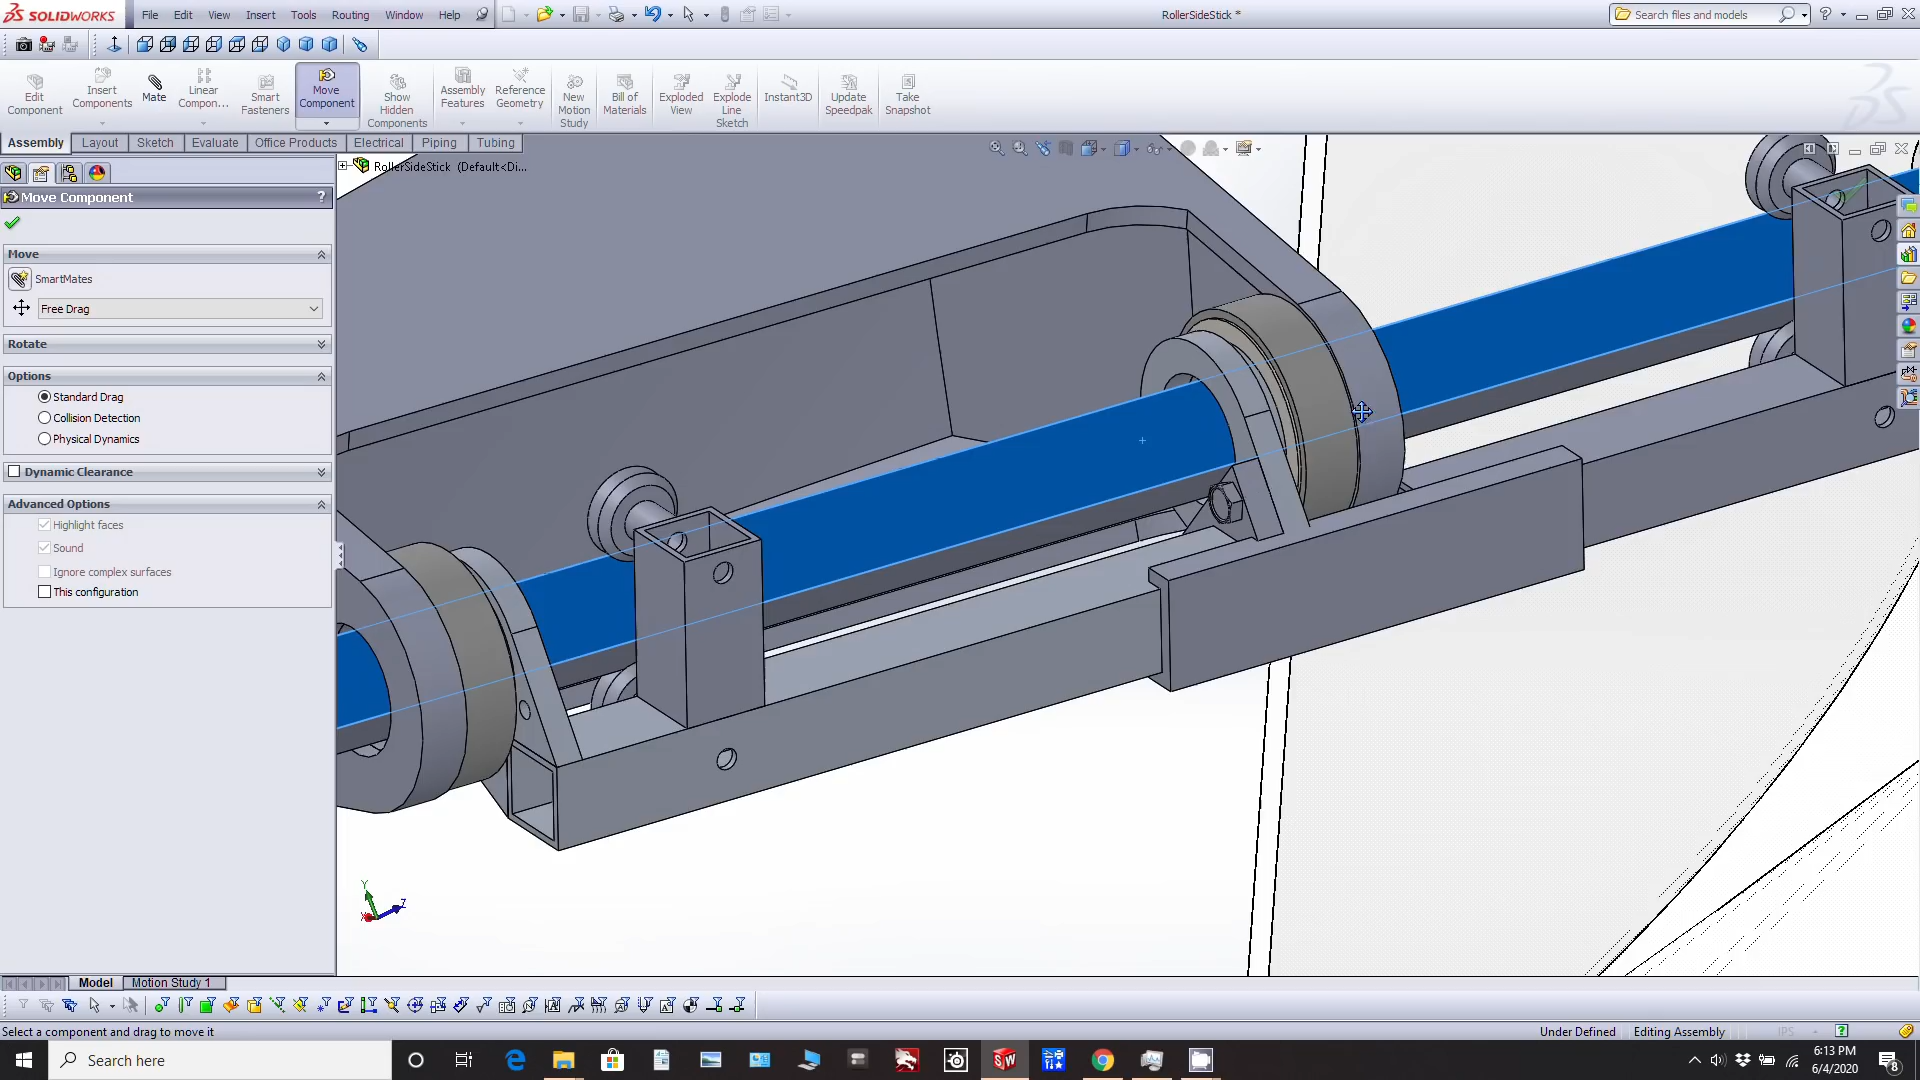 SOLIDWORKS File Edit View Insert Tools Routing Window Help RollerSideStick * Search files and models
Edit Component
Insert Components
Mate
Linear Compon...
Smart Fasteners
Move Component
Show Hidden Components
Assembly Features
Reference Geometry
New Motion Study
Bill of Materials
Exploded View
Explode Line Sketch
Instant3D
Update Speedpak
Take Snapshot
Assembly Layout Sketch Evaluate Office Products Electrical Piping Tubing
RollerSideStick (Default<Di...
Move Component ?
Move
SmartMates
Free Drag
Rotate
Options
Standard Drag
Collision Detection
Physical Dynamics
Dynamic Clearance
Advanced Options
Highlight faces
Sound
Ignore complex surfaces
This configuration
Y
Z
X
Model Motion Study 1
Select a component and drag to move it Under Defined Editing Assembly IPS
Search here
6:13 PM
6/4/2020
8